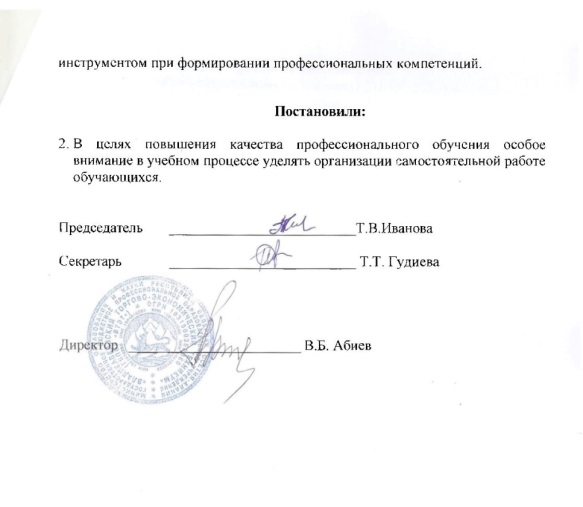 инструментом при формировании профессиональных компетенций.
Постановили:
2. В целях повышения качества профессионального обучения особое
внимание в учебном процессе уделять организации самостоятельной работе
обучающихся.
Председатель Т.В.Иванова
Секретарь Т.Т. Гудиева
Директор В.Б. Абиев